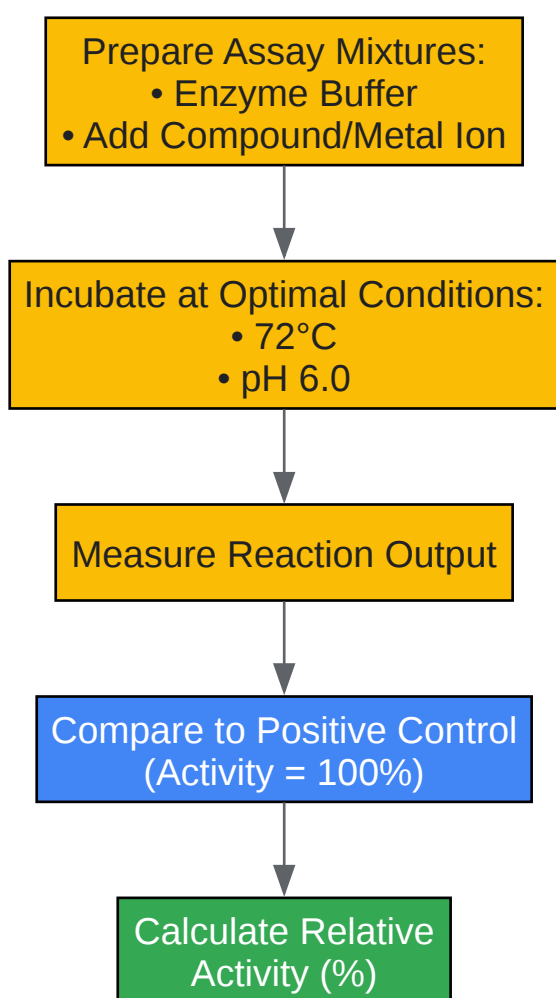 Prepare Assay Mixtures:
• Enzyme Buffer
• Add Compound/Metal Ion
Incubate at Optimal Conditions:
• 72°C
• pH 6.0
Measure Reaction Output
Compare to Positive Control
(Activity = 100%)
Calculate Relative
Activity (%)